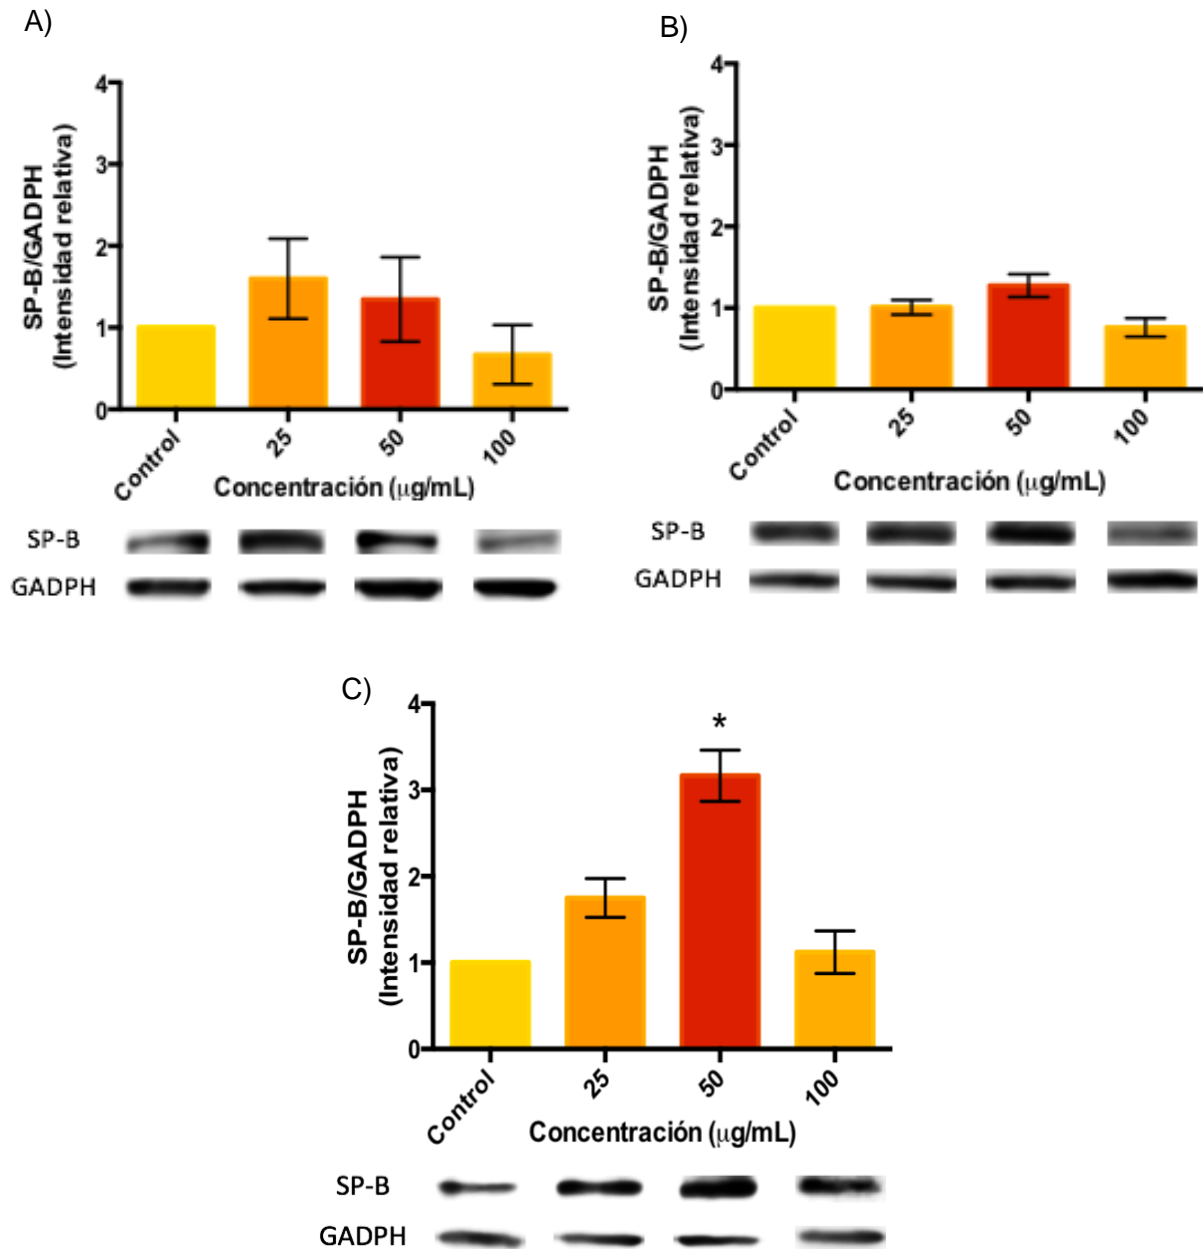 A)
SP-B/GADPH
(Intensidad relativa)
4
3
2
1
0
Control
25
50
100
Concentración (μg/mL)
SP-B
GADPH
B)
SP-B/GADPH
(Intensidad relativa)
4
3
2
1
0
Control
25
50
100
Concentración (μg/mL)
SP-B
GADPH
C)
SP-B/GADPH
(Intensidad relativa)
4
3
2
1
0
*
Control
25
50
100
Concentración (μg/mL)
SP-B
GADPH